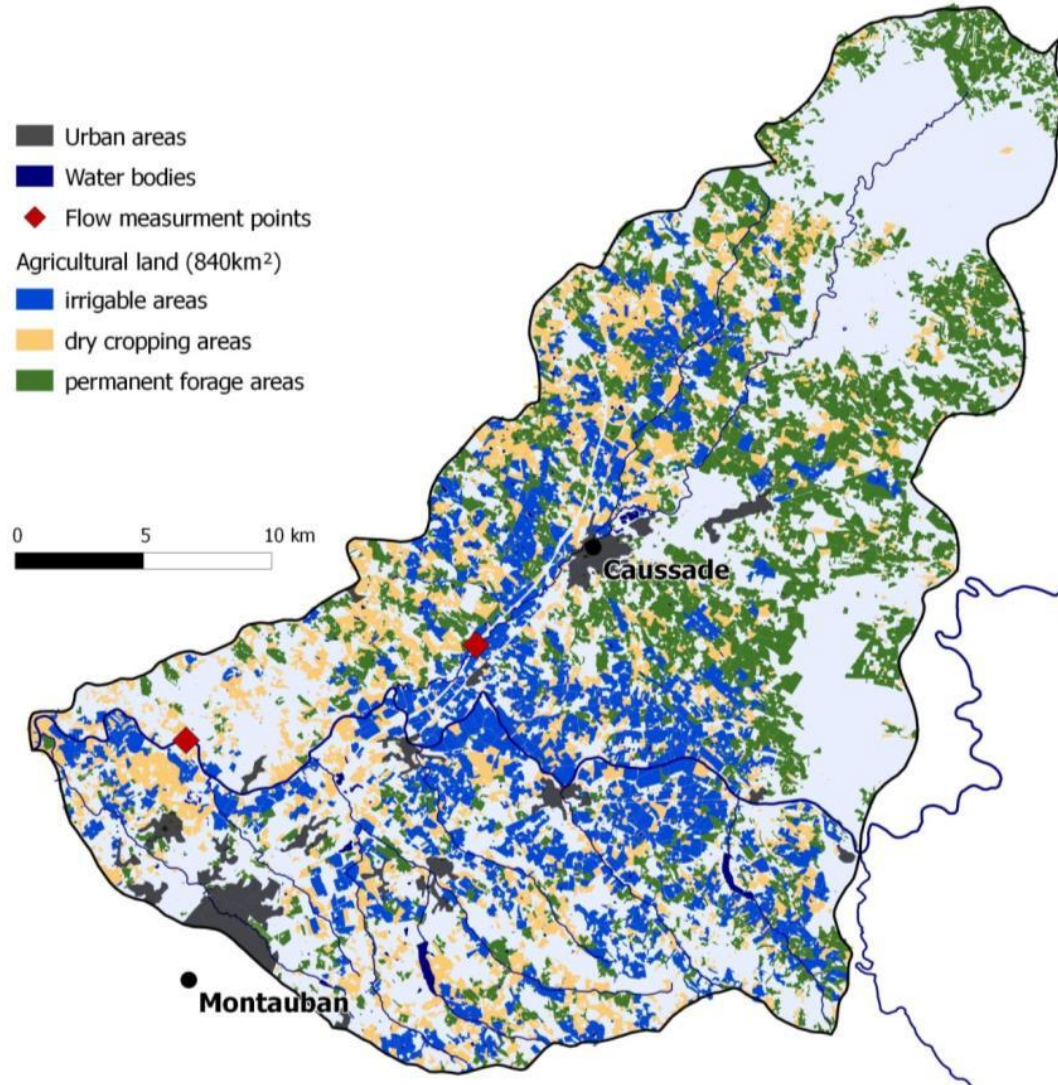 Urban areas
Water bodies
Flow measurment points
Agricultural land (840km²)
irrigable areas
dry cropping areas
permanent forage areas
0 5 10 km
Caussade
Montauban